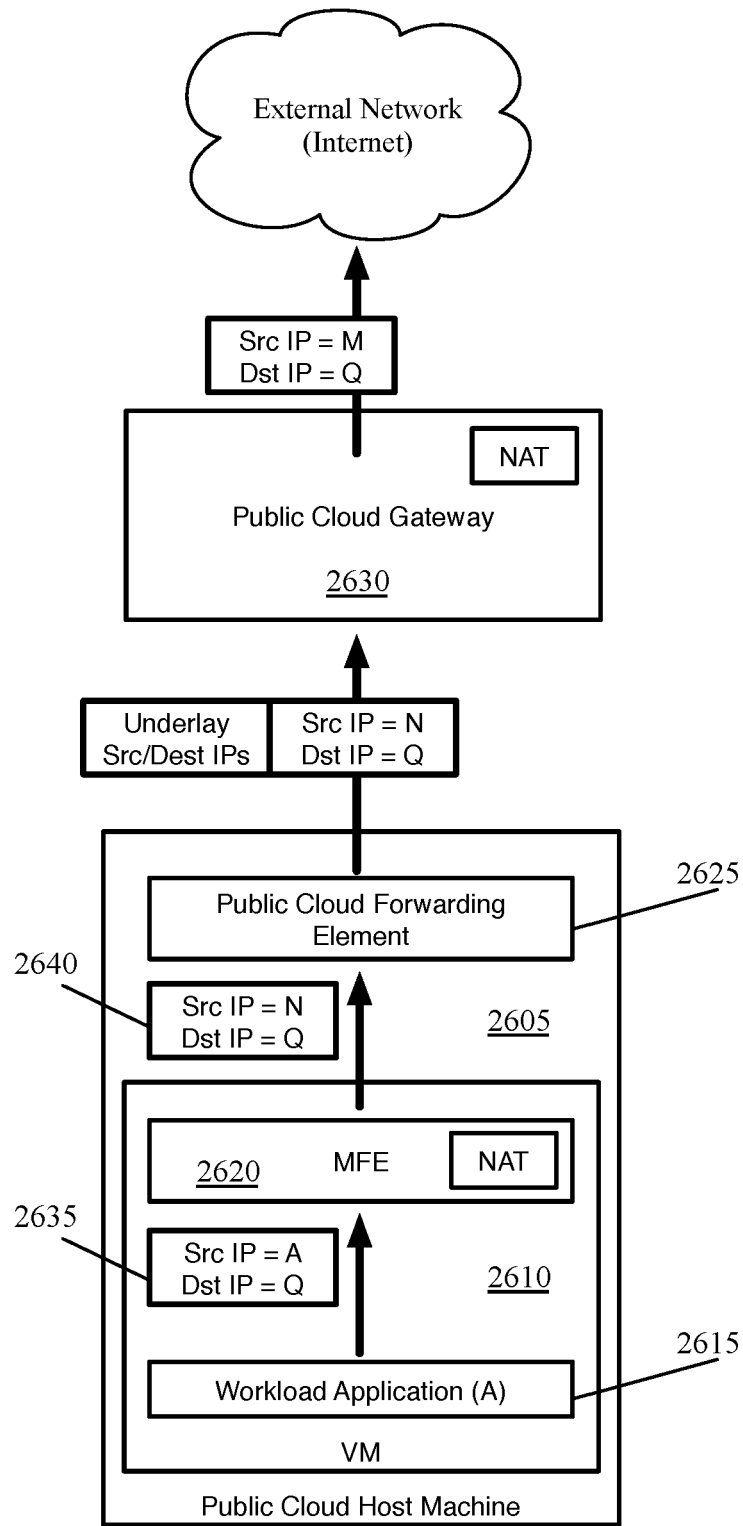 External Network
(Internet)
Src IP = M
Dst IP = Q
NAT
Public Cloud Gateway
2630
Underlay
Src/Dest IPs
Src IP = N
Dst IP = Q
Public Cloud Forwarding
Element
2625
2640
Src IP = N
Dst IP = Q
2605
2620
MFE
NAT
2635
Src IP = A
Dst IP = Q
2610
2615
Workload Application (A)
VM
Public Cloud Host Machine